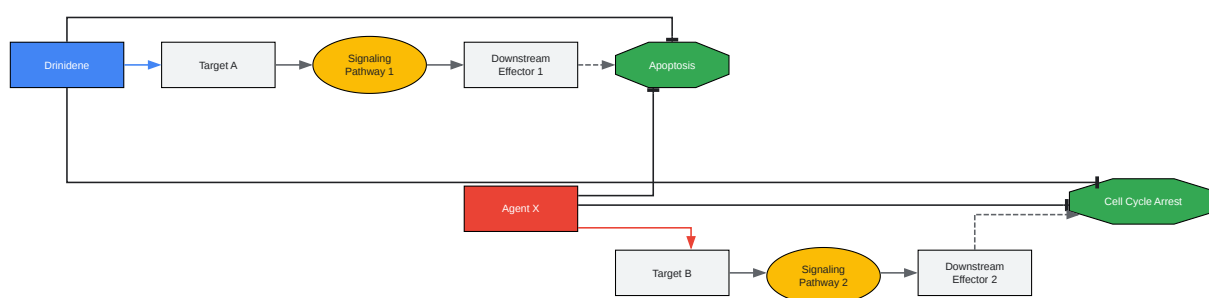 Drinidene
Target A
Signaling
Pathway 1
Downstream
Effector 1
Apoptosis
Agent X
Cell Cycle Arrest
Target B
Signaling
Pathway 2
Downstream
Effector 2